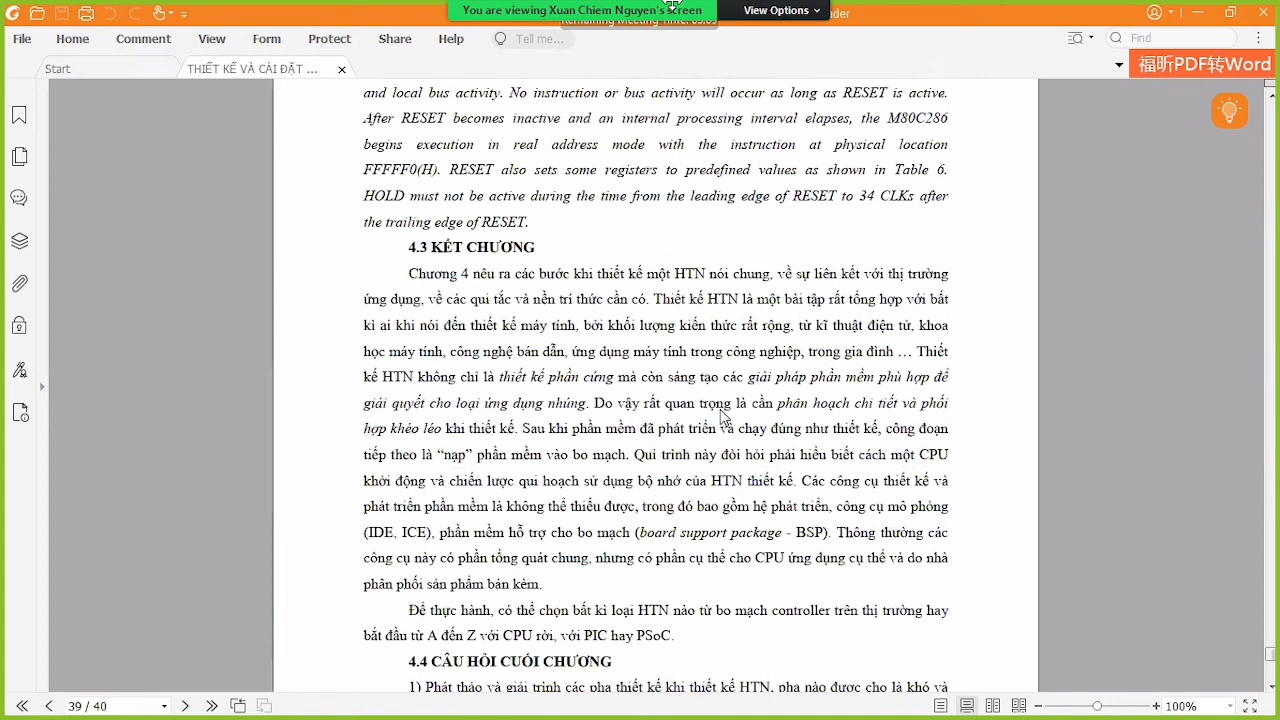 You are viewing Xuan Chiem Nguyen's screen
View Options
File Home Comment View Form Protect Share Help Tell me... Find
Start THIẾT KẾ VÀ CÀI ĐẶT ...
福昕PDF转Word
and local bus activity. No instruction or bus activity will occur as long as RESET is active.
After RESET becomes inactive and an internal processing interval elapses, the M80C286
begins execution in real address mode with the instruction at physical location
FFFFF0(H). RESET also sets some registers to predefined values as shown in Table 6.
HOLD must not be active during the time from the leading edge of RESET to 34 CLKs after
the trailing edge of RESET.
4.3 KẾT CHƯƠNG
Chương 4 nêu ra các bước khi thiết kế một HTN nói chung, về sự liên kết với thị trường
ứng dụng, về các qui tắc và nền trí thức cần có. Thiết kế HTN là một bài tập rất tổng hợp với bất
kì ai khi nói đến thiết kế máy tính, bởi khối lượng kiến thức rất rộng, từ kĩ thuật điện tử, khoa
học máy tính, công nghệ bán dẫn, ứng dụng máy tính trong công nghiệp, trong gia đình … Thiết
kế HTN không chỉ là thiết kế phần cứng mà còn sáng tạo các giải pháp phần mềm phù hợp để
giải quyết cho loại ứng dụng nhúng. Do vậy rất quan trọng là cần phân hoạch chi tiết và phối
hợp khéo léo khi thiết kế. Sau khi phần mềm đã phát triển và chạy đúng như thiết kế, công đoạn
tiếp theo là “nạp” phần mềm vào bo mạch. Qui trình này đòi hỏi phải hiểu biết cách một CPU
khởi động và chiến lược qui hoạch sử dụng bộ nhớ của HTN thiết kế. Các công cụ thiết kế và
phát triển phần mềm là không thể thiếu được, trong đó bao gồm hệ phát triển, công cụ mô phỏng
(IDE, ICE), phần mềm hỗ trợ cho bo mạch (board support package - BSP). Thông thường các
công cụ này có phần tổng quát chung, nhưng có phần cụ thể cho CPU ứng dụng cụ thể và do nhà
phân phối sản phẩm bán kèm.
Để thực hành, có thể chọn bất kì loại HTN nào từ bo mạch controller trên thị trường hay
bắt đầu từ A đến Z với CPU rời, với PIC hay PSoC.
4.4 CÂU HỎI CUỐI CHƯƠNG
1) Phát thảo và giải trình các pha thiết kế khi thiết kế HTN, pha nào được cho là khó và
39 / 40 100%